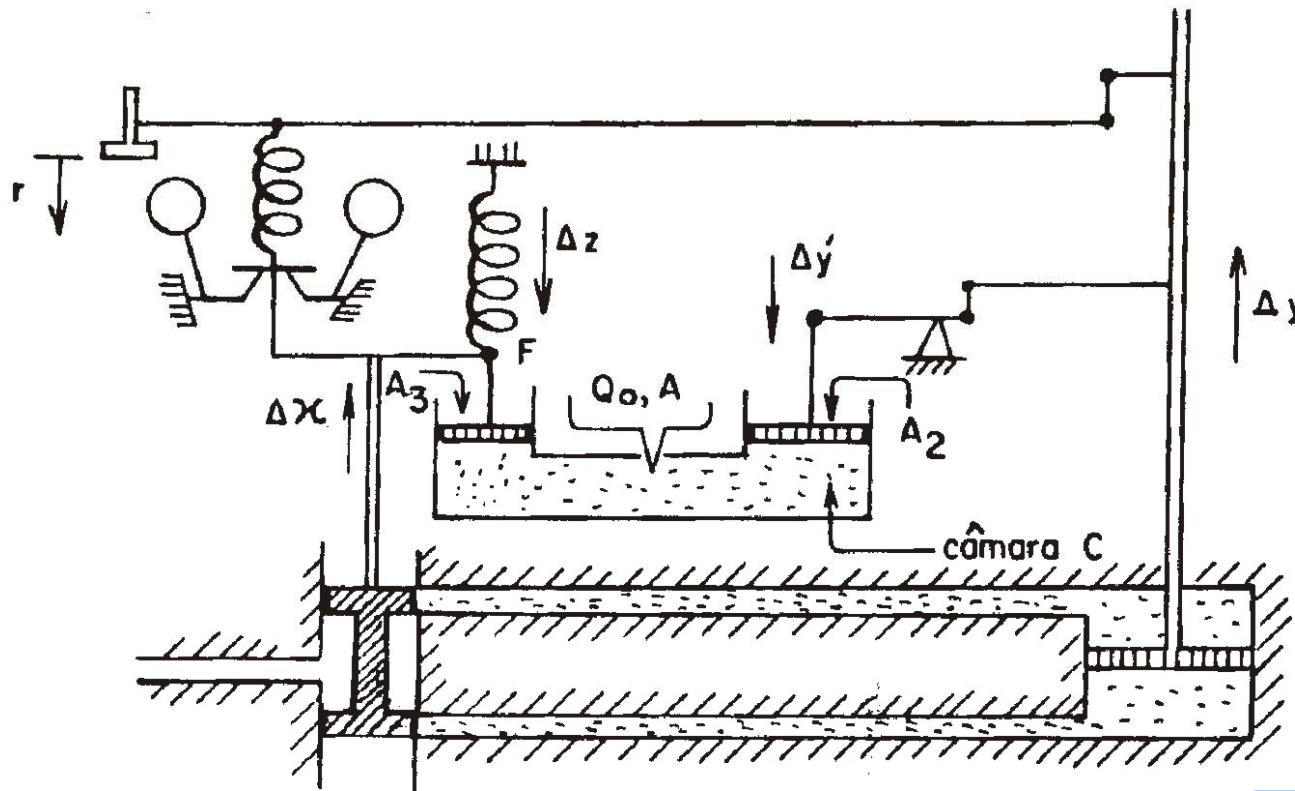 r
Δz
Δy′
Δy
F
A₃
Q₀, A
A₂
Δx
câmara C